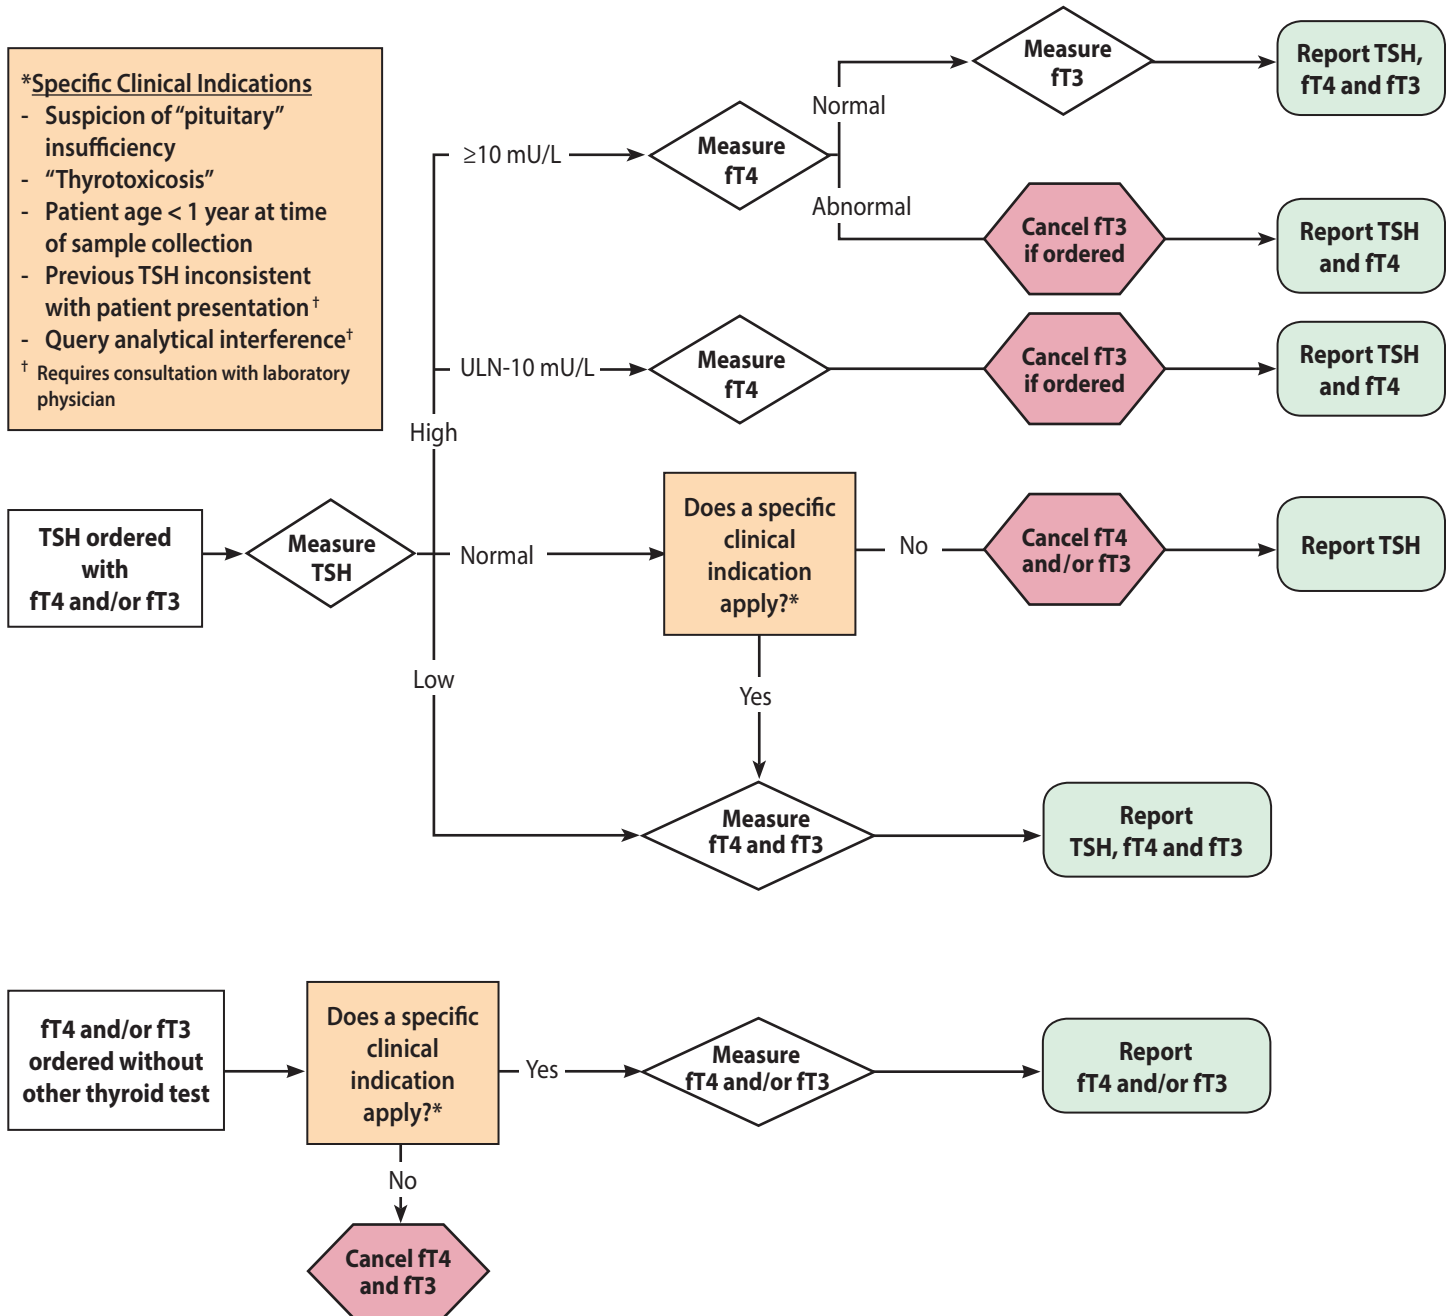 *Specific Clinical Indications
- Suspicion of “pituitary”
insufficiency
- “Thyrotoxicosis”
- Patient age < 1 year at time
of sample collection
- Previous TSH inconsistent
with patient presentation †
- Query analytical interference†
† Requires consultation with laboratory
physician
TSH ordered
with
fT4 and/or fT3
Measure
TSH
High
≥10 mU/L
Measure
fT4
Normal
Measure
fT3
Report TSH,
fT4 and fT3
Abnormal
Cancel fT3
if ordered
Report TSH
and fT4
ULN-10 mU/L
Measure
fT4
Cancel fT3
if ordered
Report TSH
and fT4
Normal
Does a specific
clinical
indication
apply?*
No
Cancel fT4
and/or fT3
Report TSH
Yes
Low
Measure
fT4 and fT3
Report
TSH, fT4 and fT3
fT4 and/or fT3
ordered without
other thyroid test
Does a specific
clinical
indication
apply?*
Yes
Measure
fT4 and/or fT3
Report
fT4 and/or fT3
No
Cancel fT4
and fT3